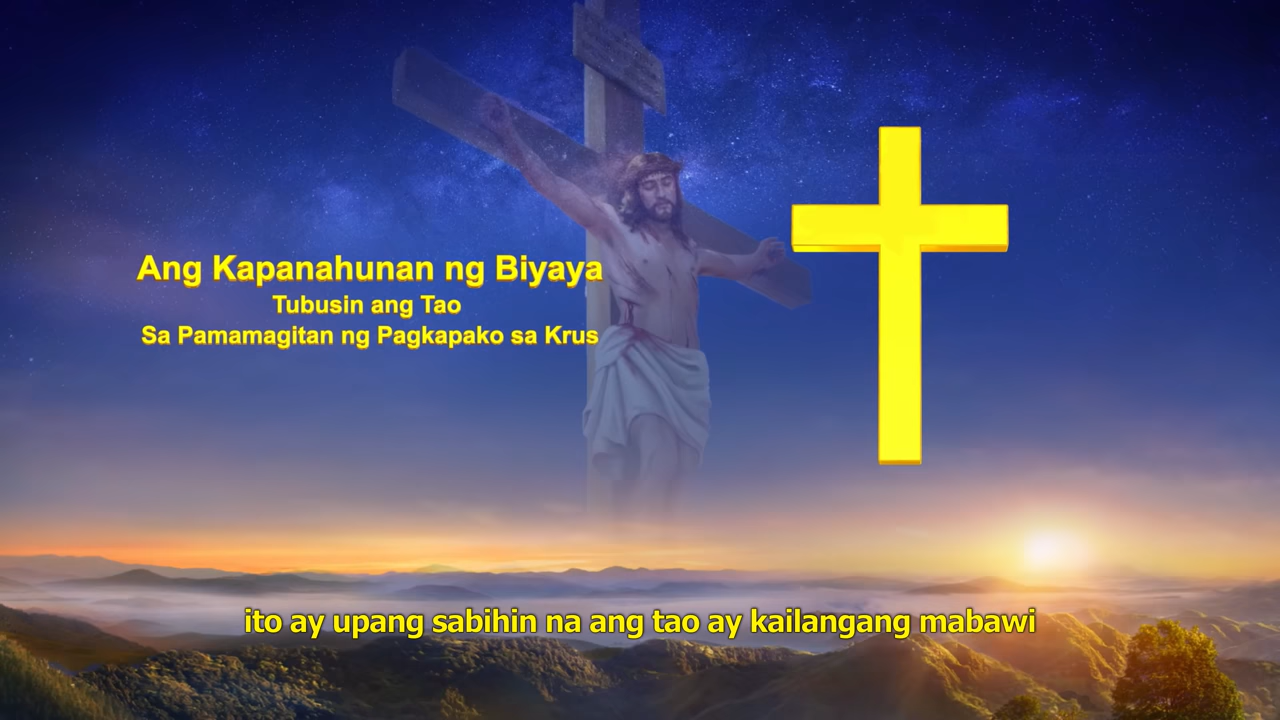 Ang Kapanahunan ng Biyaya
Tubusin ang Tao
Sa Pamamagitan ng Pagkapako sa Krus
ito ay upang sabihin na ang tao ay kailangang mabawi